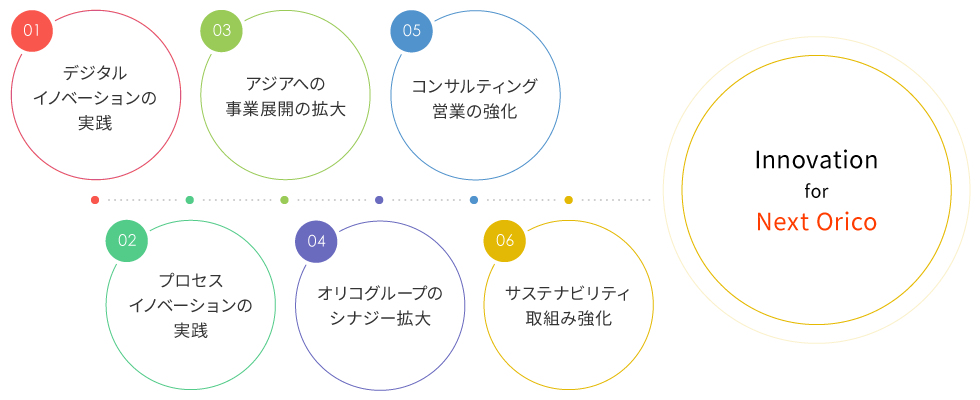 01
デジタル
イノベーションの
実践
02
プロセス
イノベーションの
実践
03
アジアへの
事業展開の拡大
04
オリコグループの
シナジー拡大
05
コンサルティング
営業の強化
06
サステナビリティ
取組み強化
Innovation
for
Next Orico